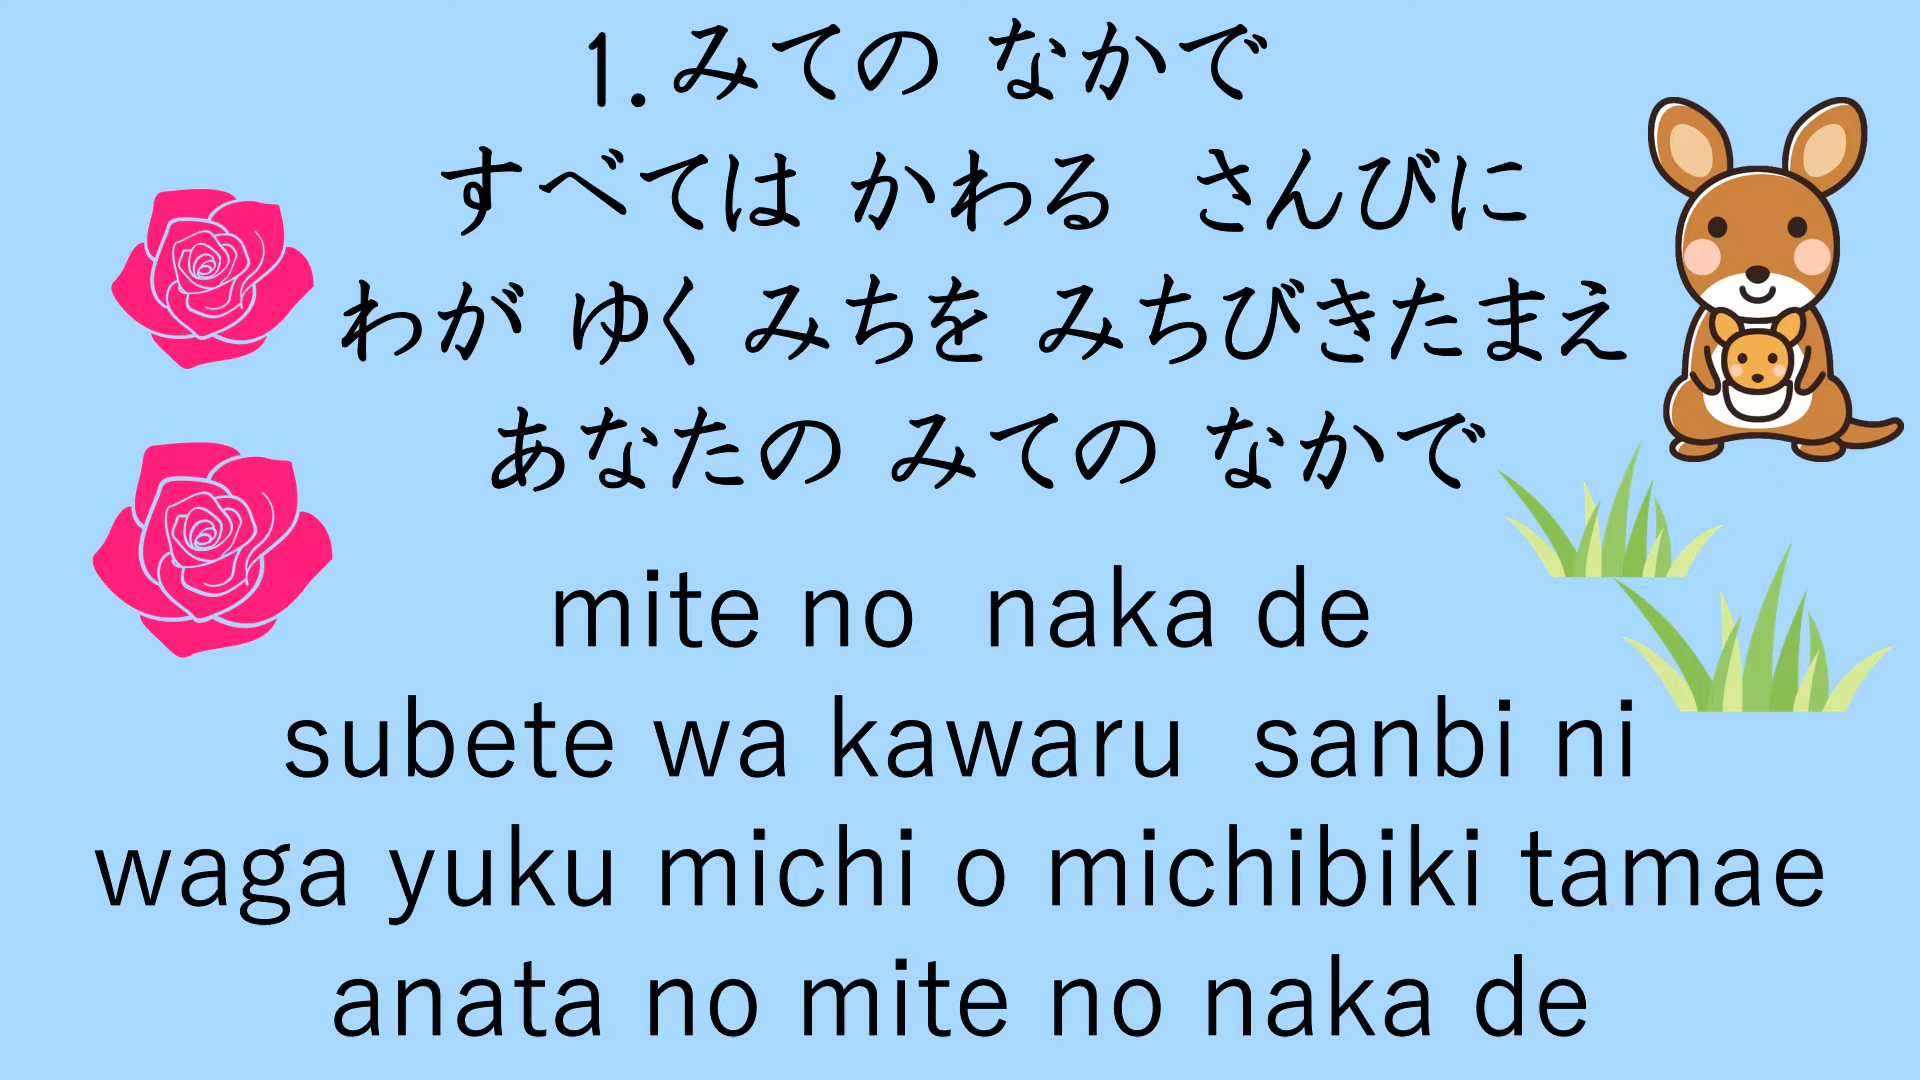 1.みての なかで
すべては かわる さんびに
わが ゆく みちを みちびきたまえ
あなたの みての なかで
mite no naka de
subete wa kawaru sanbi ni
waga yuku michi o michibiki tamae
anata no mite no naka de